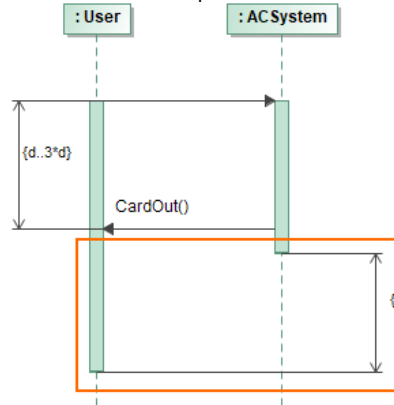 : User
: ACSystem
{d..3*d}
CardOut()
{